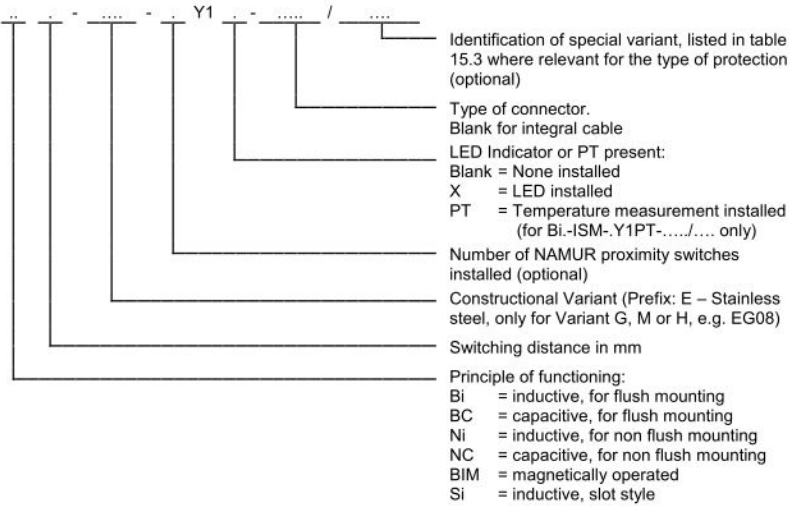 .. . - .... - . Y1 . - ..... / ....
Identification of special variant, listed in table
15.3 where relevant for the type of protection
(optional)
Type of connector.
Blank for integral cable
LED Indicator or PT present:
Blank = None installed
X = LED installed
PT = Temperature measurement installed
(for Bi.-ISM-.Y1PT-...../.... only)
Number of NAMUR proximity switches
installed (optional)
Constructional Variant (Prefix: E – Stainless
steel, only for Variant G, M or H, e.g. EG08)
Switching distance in mm
Principle of functioning:
Bi = inductive, for flush mounting
BC = capacitive, for flush mounting
Ni = inductive, for non flush mounting
NC = capacitive, for non flush mounting
BIM = magnetically operated
Si = inductive, slot style